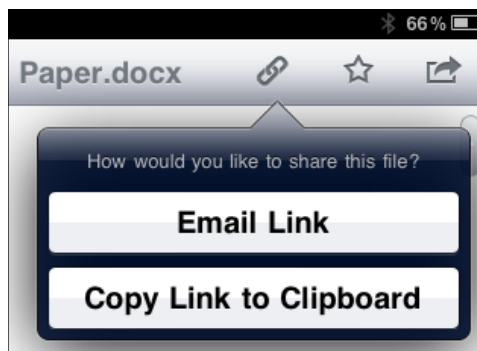 66%
Paper.docx
How would you like to share this file?
Email Link
Copy Link to Clipboard